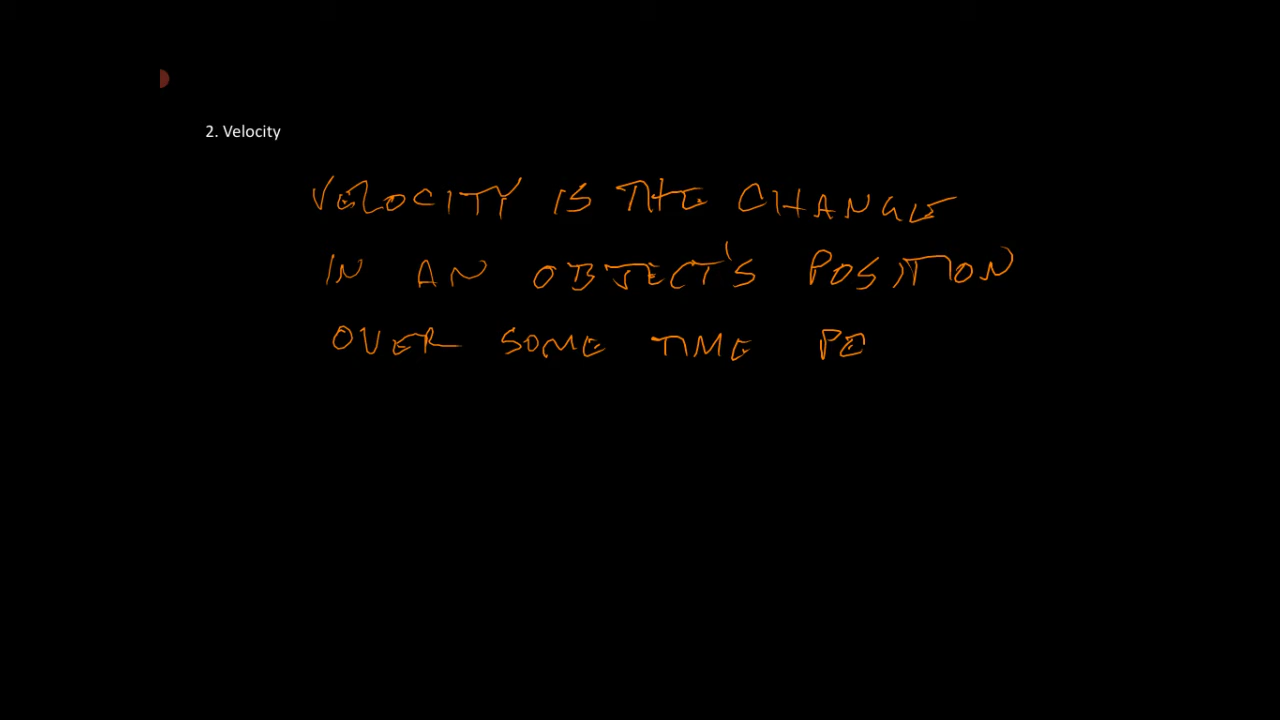 2. Velocity
VELOCITY IS THE CHANGE
IN AN OBJECT'S POSITION
OVER SOME TIME PE